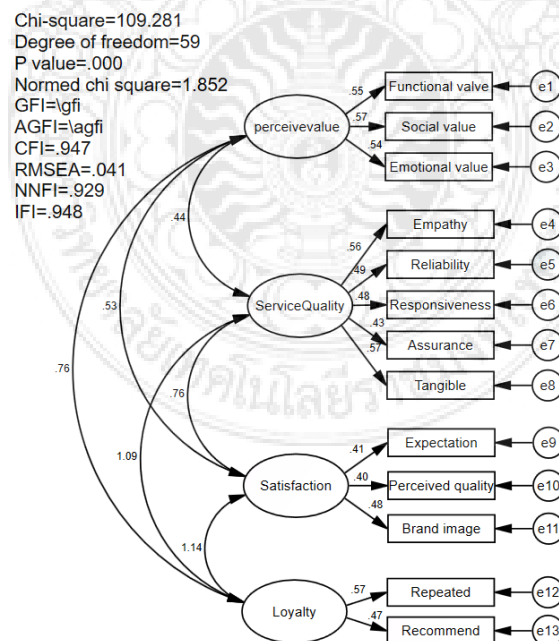 Chi-square=109.281
Degree of freedom=59
P value=.000
Normed chi square=1.852
GFI=\gfi
AGFI=\agfi
CFI=.947
RMSEA=.041
NNFI=.929
IFI=.948
perceivevalue
.55
Functional valve
e1
.57
Social value
e2
.54
Emotional value
e3
.44
.53
.76
ServiceQuality
.56
Empathy
e4
.49
Reliability
e5
.48
Responsiveness
e6
.43
Assurance
e7
.57
Tangible
e8
.76
1.09
Satisfaction
.41
Expectation
e9
.40
Perceived quality
e10
.48
Brand image
e11
1.14
Loyalty
.57
Repeated
e12
.47
Recommend
e13